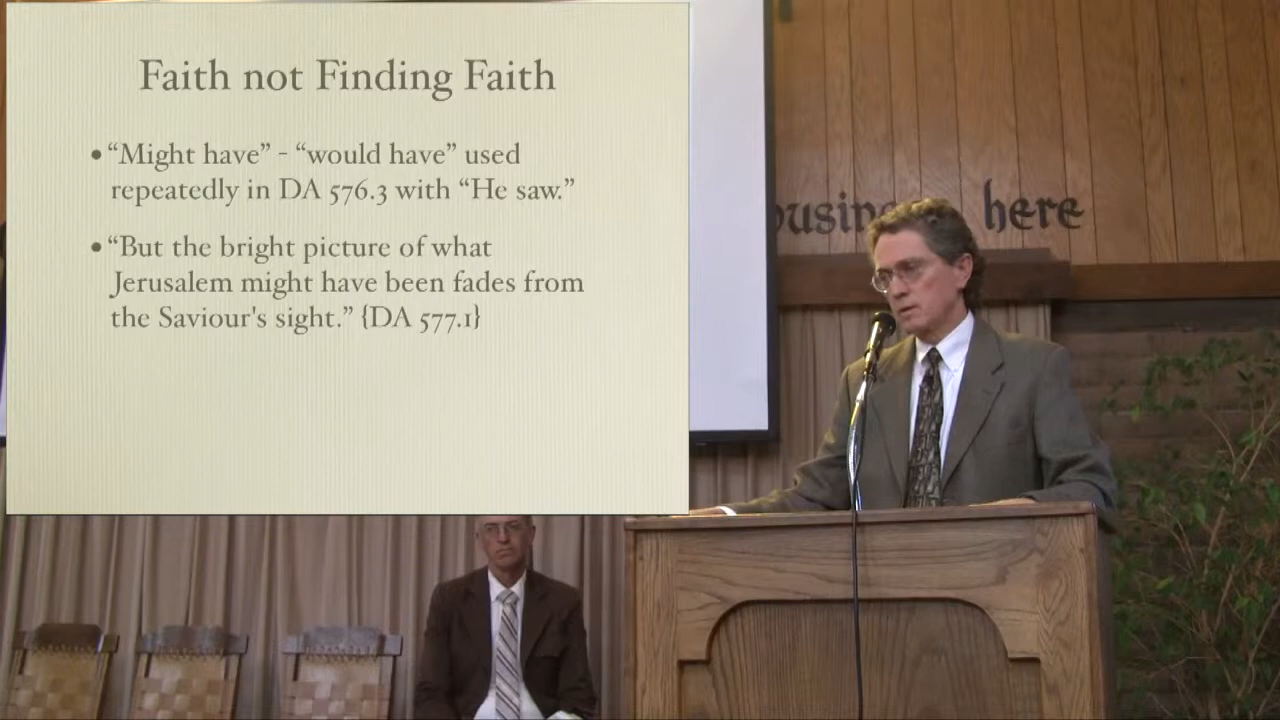 Faith not Finding Faith
• “Might have” - “would have” used
repeatedly in DA 576.3 with “He saw.”
• “But the bright picture of what
Jerusalem might have been fades from
the Saviour's sight.” {DA 577.1}
here